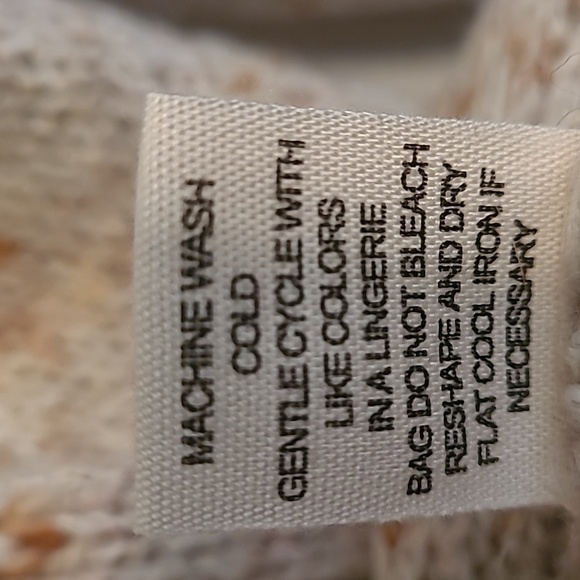 MACHINE WASH
COLD
GENTLE CYCLE WITH
LIKE COLORS
IN A LINGERIE
BAG DO NOT BLEACH
RESHAPE AND DRY
FLAT COOL IRON IF
NECESSARY